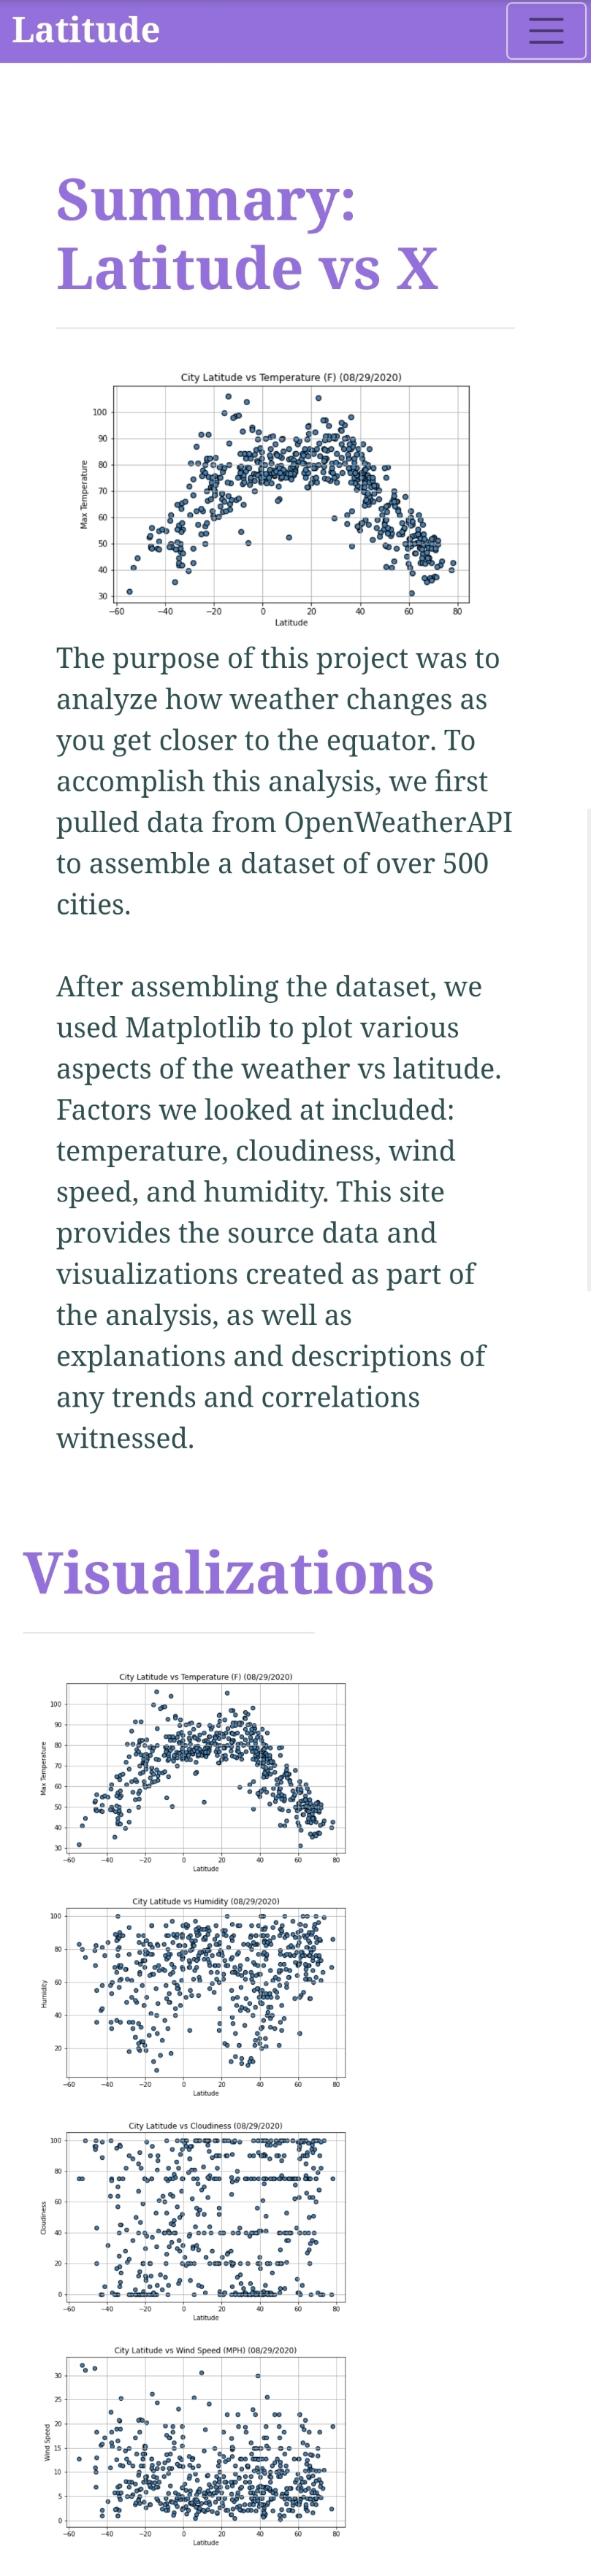 Latitude
Summary:
Latitude vs X
City Latitude vs Temperature (F) (08/29/2020)
100
90
80
70
60
50
40
30
Max Temperature
−60 −40 −20 0 20 40 60 80
Latitude
The purpose of this project was to
analyze how weather changes as
you get closer to the equator. To
accomplish this analysis, we first
pulled data from OpenWeatherAPI
to assemble a dataset of over 500
cities.
After assembling the dataset, we
used Matplotlib to plot various
aspects of the weather vs latitude.
Factors we looked at included:
temperature, cloudiness, wind
speed, and humidity. This site
provides the source data and
visualizations created as part of
the analysis, as well as
explanations and descriptions of
any trends and correlations
witnessed.
Visualizations
City Latitude vs Temperature (F) (08/29/2020)
100
90
80
70
60
50
40
30
Max Temperature
−60 −40 −20 0 20 40 60 80
Latitude
City Latitude vs Humidity (08/29/2020)
100
80
60
40
20
Humidity
−60 −40 −20 0 20 40 60 80
Latitude
City Latitude vs Cloudiness (08/29/2020)
100
80
60
40
20
0
Cloudiness
−60 −40 −20 0 20 40 60 80
Latitude
City Latitude vs Wind Speed (MPH) (08/29/2020)
30
25
20
15
10
5
0
Wind Speed
−60 −40 −20 0 20 40 60 80
Latitude